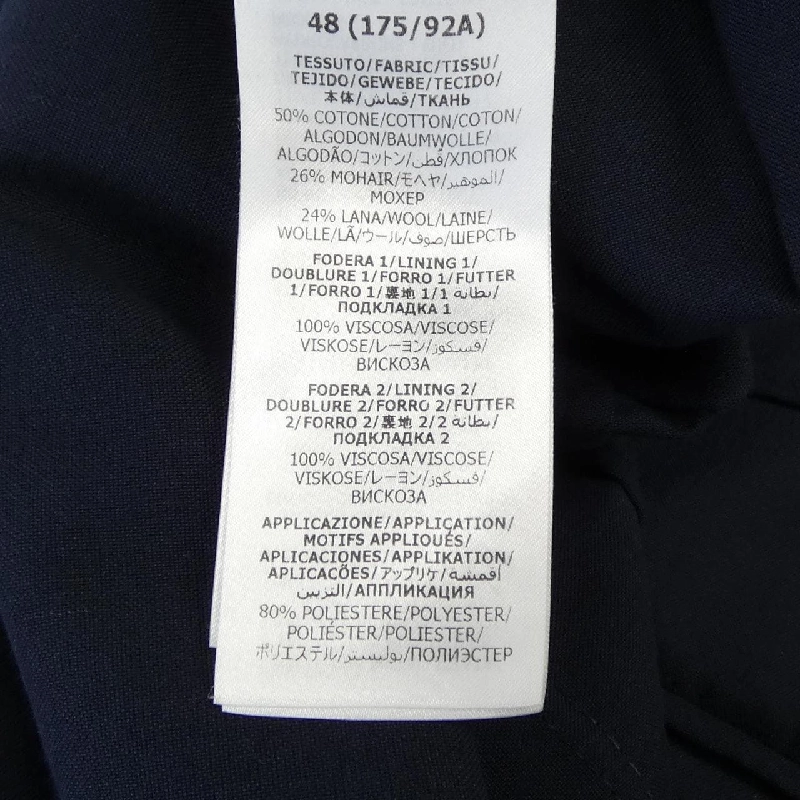 48 (175/92A)
TESSUTO/FABRIC/TISSU/
TEJIDO/GEWEBE/TECIDO/
本体/قماش/ТКАНЬ
50% COTONE/COTTON/COTON/
ALGODON/BAUMWOLLE/
ALGODÃO/コットン/قطن/ХЛОПОК
26% MOHAIR/モヘヤ/الموهير/
МОХЕР
24% LANA/WOOL/LAINE/
WOLLE/LÃ/ウール/صوف/ШЕРСТЬ
FODERA 1/LINING 1/
DOUBLURE 1/FORRO 1/FUTTER
1/FORRO 1/裏地 1/1 بطانة/
ПОДКЛАДКА 1
100% VISCOSA/VISCOSE/
VISKOSE/レーヨン/فسكوز/
ВИСКОЗА
FODERA 2/LINING 2/
DOUBLURE 2/FORRO 2/FUTTER
2/FORRO 2/裏地 2/2 بطانة/
ПОДКЛАДКА 2
100% VISCOSA/VISCOSE/
VISKOSE/レーヨン/فسكوز/
ВИСКОЗА
APPLICAZIONE/APPLICATION/
MOTIFS APPLIQUÉS/
APLICACIONES/APPLIKATION/
APLICACÕES/アップリケ/أقمشة
التزيين/АППЛИКАЦИЯ
80% POLIESTERE/POLYESTER/
POLIÉSTER/POLIESTER/
ポリエステル/بوليستر/ПОЛИЭСТЕР